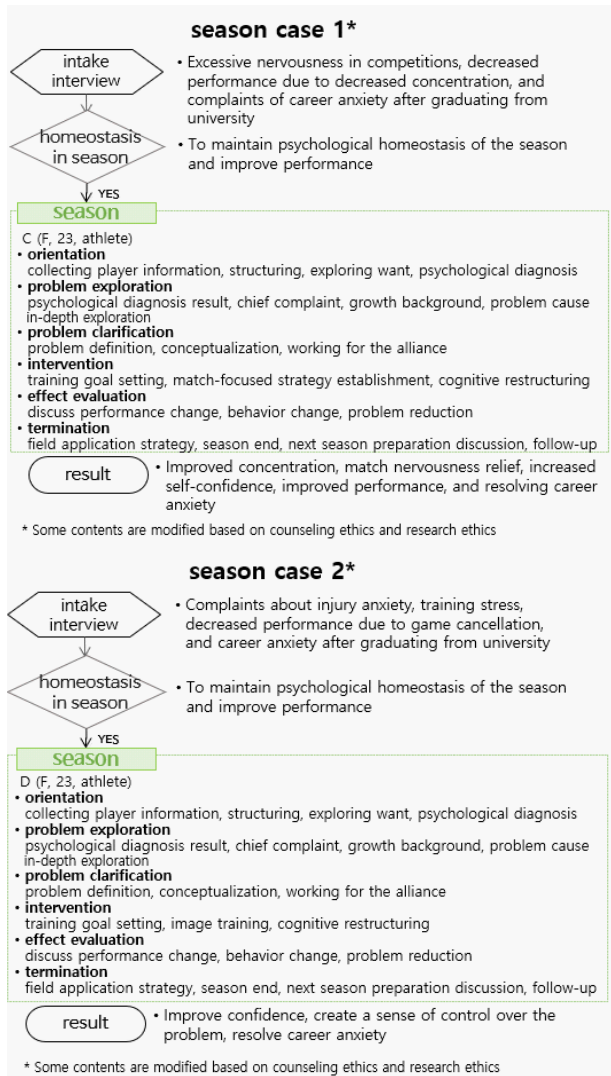 season case 1*
intake
interview
• Excessive nervousness in competitions, decreased
performance due to decreased concentration, and
complaints of career anxiety after graduating from
university
homeostasis
in season
• To maintain psychological homeostasis of the season
and improve performance
YES
season
C (F, 23, athlete)
• orientation
collecting player information, structuring, exploring want, psychological diagnosis
• problem exploration
psychological diagnosis result, chief complaint, growth background, problem cause
in-depth exploration
• problem clarification
problem definition, conceptualization, working for the alliance
• intervention
training goal setting, match-focused strategy establishment, cognitive restructuring
• effect evaluation
discuss performance change, behavior change, problem reduction
• termination
field application strategy, season end, next season preparation discussion, follow-up
result
• Improved concentration, match nervousness relief, increased
self-confidence, improved performance, and resolving career
anxiety
* Some contents are modified based on counseling ethics and research ethics
season case 2*
intake
interview
• Complaints about injury anxiety, training stress,
decreased performance due to game cancellation,
and career anxiety after graduating from university
homeostasis
in season
• To maintain psychological homeostasis of the season
and improve performance
YES
season
D (F, 23, athlete)
• orientation
collecting player information, structuring, exploring want, psychological diagnosis
• problem exploration
psychological diagnosis result, chief complaint, growth background, problem cause
in-depth exploration
• problem clarification
problem definition, conceptualization, working for the alliance
• intervention
training goal setting, image training, cognitive restructuring
• effect evaluation
discuss performance change, behavior change, problem reduction
• termination
field application strategy, season end, next season preparation discussion, follow-up
result
• Improve confidence, create a sense of control over the
problem, resolve career anxiety
* Some contents are modified based on counseling ethics and research ethics